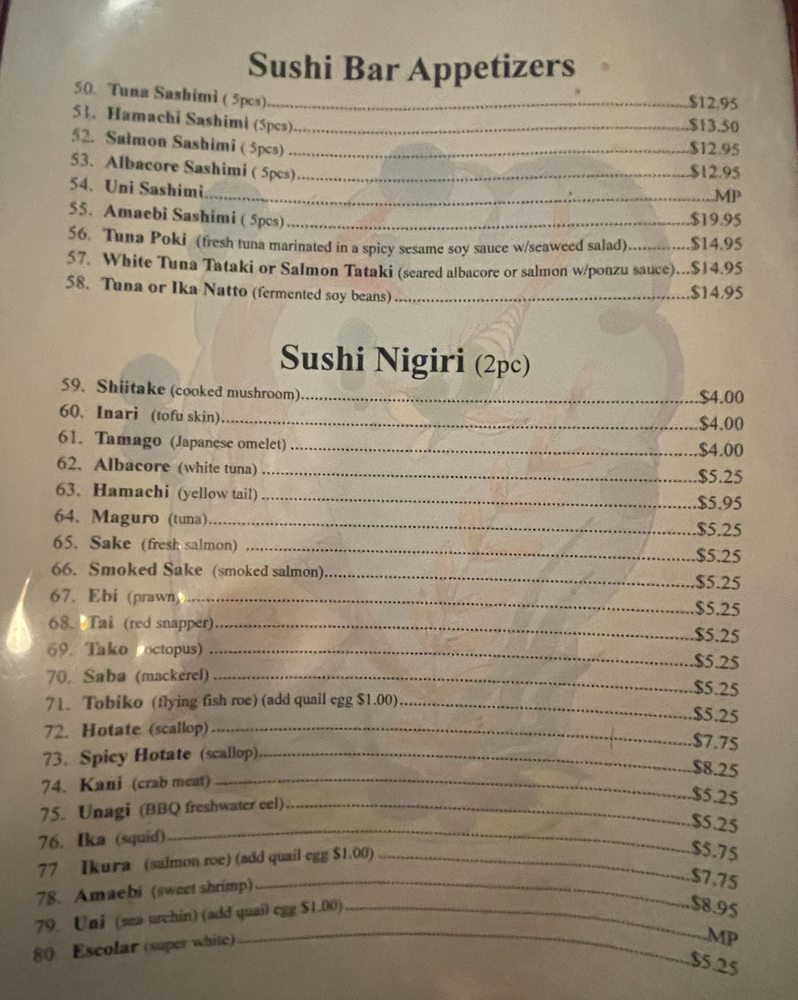 Sushi Bar Appetizers
50. Tuna Sashimi ( 5pcs)...............$12.95
51. Hamachi Sashimi (5pcs)...............$13.50
52. Salmon Sashimi ( 5pcs) ...............$12.95
53. Albacore Sashimi ( 5pcs)...............$12.95
54. Uni Sashimi...............MP
55. Amaebi Sashimi ( 5pcs)...............$19.95
56. Tuna Poki (fresh tuna marinated in a spicy sesame soy sauce w/seaweed salad)...............$14.95
57. White Tuna Tataki or Salmon Tataki (seared albacore or salmon w/ponzu sauce)...$14.95
58. Tuna or Ika Natto (fermented soy beans) ...............$14.95
Sushi Nigiri (2pc)
59. Shiitake (cooked mushroom)...............$4.00
60. Inari (tofu skin)...............$4.00
61. Tamago (Japanese omelet) ...............$4.00
62. Albacore (white tuna) ...............$5.25
63. Hamachi (yellow tail) ...............$5.95
64. Maguro (tuna)...............$5.25
65. Sake (fresh salmon) ...............$5.25
66. Smoked Sake (smoked salmon)...............$5.25
67. Ebi (prawn)...............$5.25
68. Tai (red snapper)...............$5.25
69. Tako (octopus) ...............$5.25
70. Saba (mackerel) ...............$5.25
71. Tobiko (flying fish roe) (add quail egg $1.00)...............$5.25
72. Hotate (scallop) ...............$7.75
73. Spicy Hotate (scallop)...............$8.25
74. Kani (crab meat) ...............$5.25
75. Unagi (BBQ freshwater eel)...............$5.25
76. Ika (squid)...............$5.75
77 Ikura (salmon roe) (add quail egg $1.00) ...............$7.75
78. Amaebi (sweet shrimp)...............$8.95
79. Uni (sea urchin) (add quail egg $1.00)...............MP
80. Escolar (super white)...............$5.25